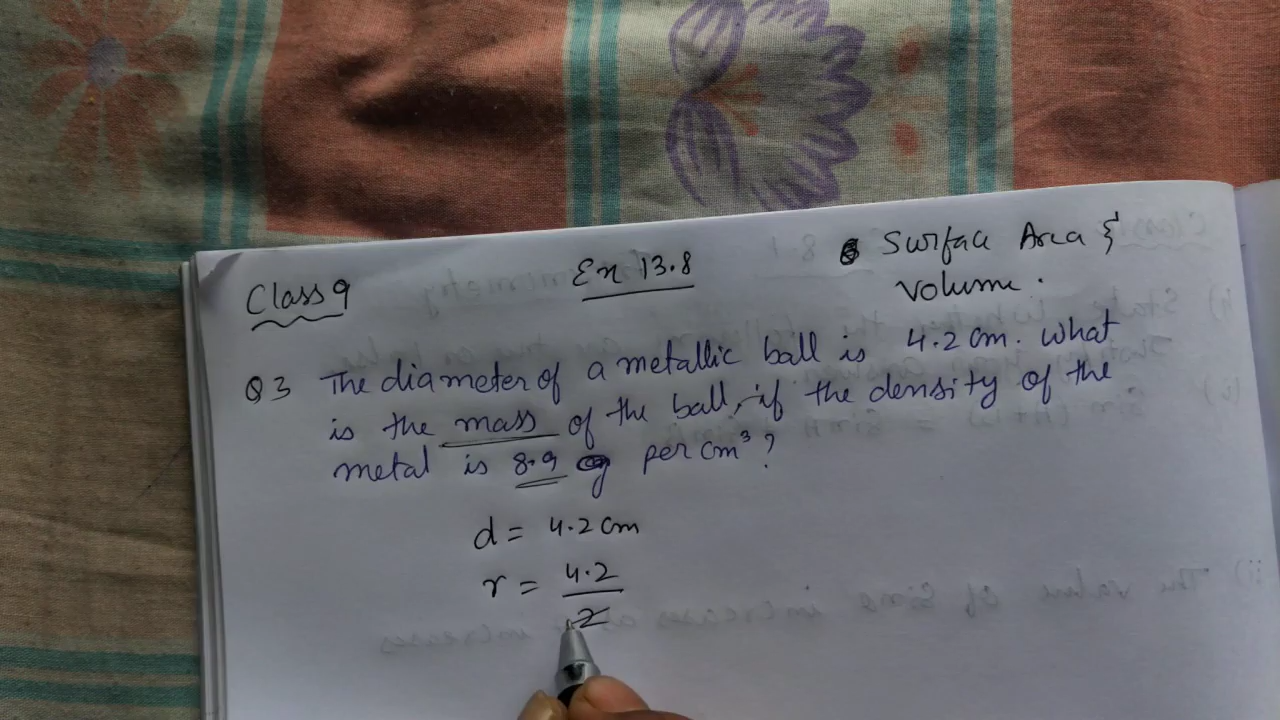 Class 9
Ex 13.8
Surface Area &
volume.
Q3 The diameter of a metallic ball is 4.2 cm. what
is the mass of the ball, if the density of the
metal is 8.9 g per cm³?
d = 4.2 cm
r = 4.2
2